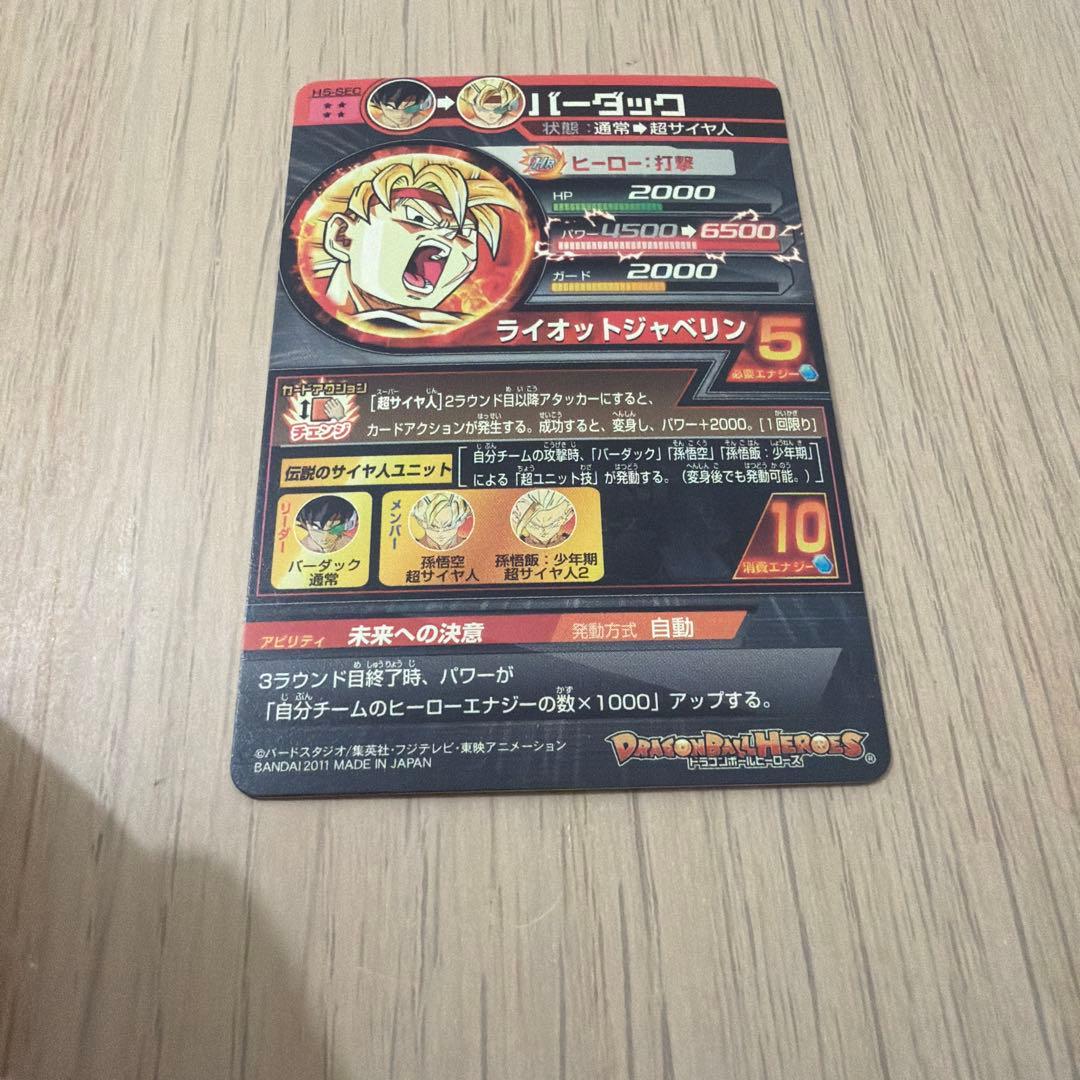 H5-SEC
バーダック
状態：通常➡超サイヤ人
HR ヒーロー：打撃
HP 2000
パワー 4500➡6500
ガード 2000
ライオットジャベリン 5
必要エナジー
カードアクション
チェンジ
[超サイヤ人]2ラウンド目以降アタッカーにすると、
カードアクションが発生する。成功すると、変身し、パワー+2000。[1回限り]
伝説のサイヤ人ユニット
自分チームの攻撃時、「バーダック」「孫悟空」「孫悟飯：少年期」
による「超ユニット技」が発動する。（変身後でも発動可能。）
リーダー
バーダック
通常
メンバー
孫悟空
超サイヤ人
孫悟飯：少年期
超サイヤ人2
10
消費エナジー
アビリティ 未来への決意 発動方式 自動
3ラウンド目終了時、パワーが
「自分チームのヒーローエナジーの数×1000」アップする。
©バードスタジオ/集英社・フジテレビ・東映アニメーション
BANDAI 2011 MADE IN JAPAN
DRAGONBALL HEROES
ドラゴンボールヒーローズ
®